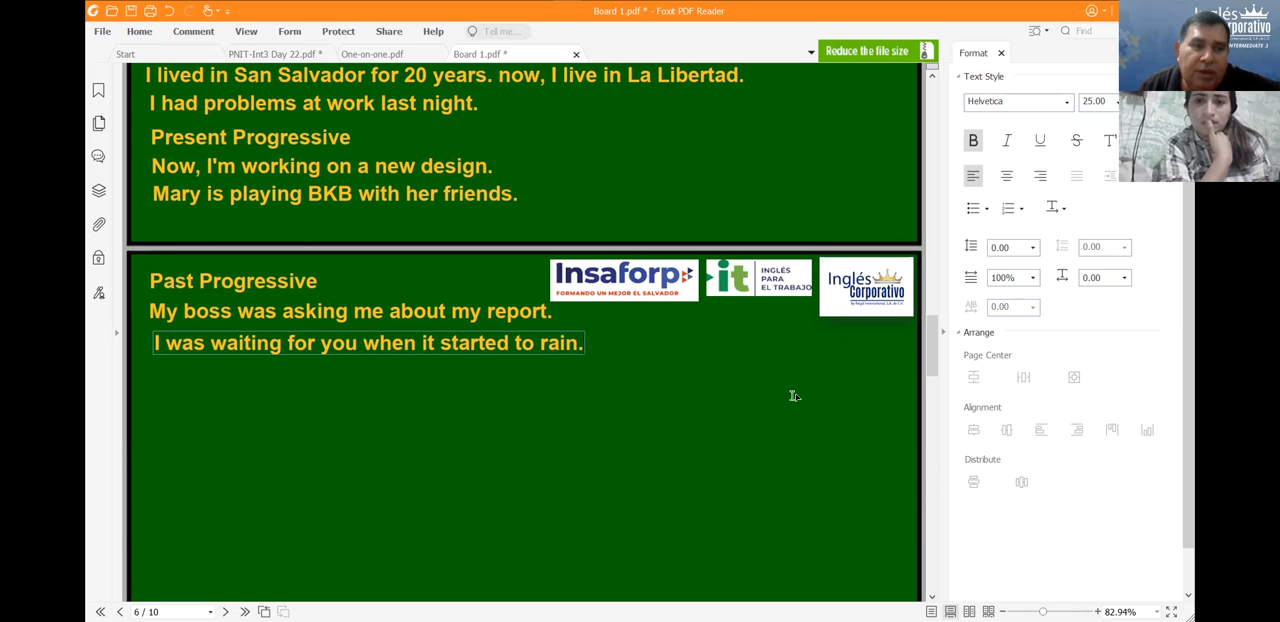 Board 1.pdf * - Foxit PDF Reader
File Home Comment View Form Protect Share Help Tell me... Find
Start PNIT-Int3 Day 22.pdf * One-on-one.pdf Board 1.pdf * Reduce the file size
Inglés
Corporativo
INTERMEDIATE 3
I lived in San Salvador for 20 years. now, I live in La Libertad.
I had problems at work last night.
Present Progressive
Now, I'm working on a new design.
Mary is playing BKB with her friends.
Past Progressive
My boss was asking me about my report.
I was waiting for you when it started to rain.
Insaforp
FORMANDO UN MEJOR EL SALVADOR
it INGLÉS
PARA
EL TRABAJO
Inglés
Corporativo
Format
Text Style
Helvetica 25.00
B I U S T
0.00 0.00
100% 0.00
0.00
Arrange
Page Center
Alignment
Distribute
6 / 10
82.94%